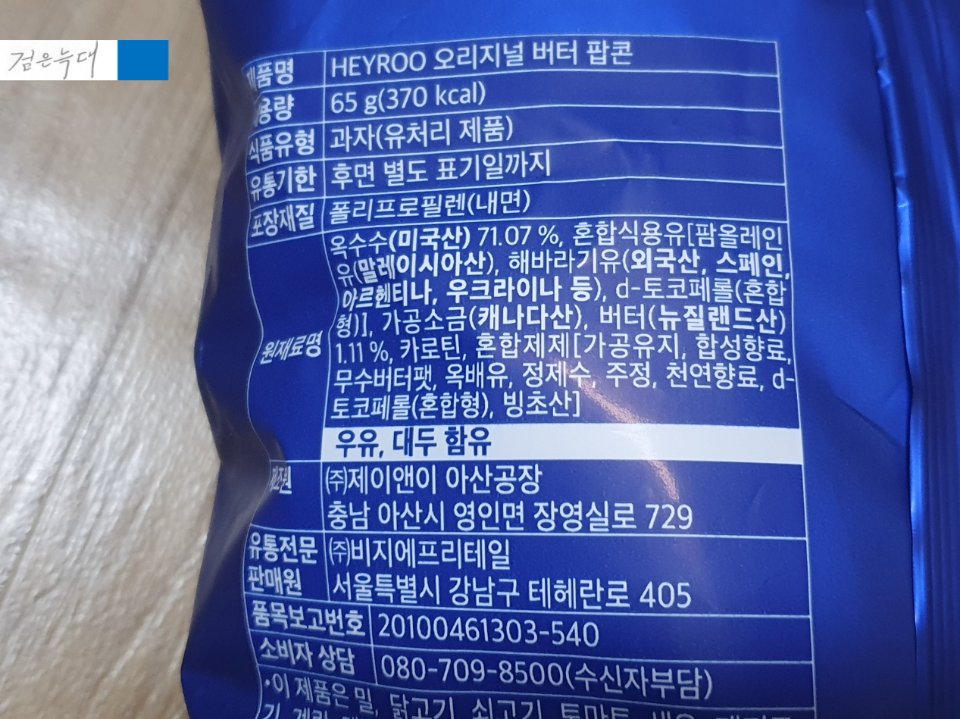 검은늑대
제품명 HEYROO 오리지널 버터 팝콘
용량 65 g(370 kcal)
식품유형 과자(유처리 제품)
유통기한 후면 별도 표기일까지
포장재질 폴리프로필렌(내면)
원재료명 옥수수(미국산) 71.07 %, 혼합식용유[팜올레인
유(말레이시아산), 해바라기유(외국산, 스페인,
아르헨티나, 우크라이나 등), d-토코페롤(혼합
형)], 가공소금(캐나다산), 버터(뉴질랜드산)
1.11 %, 카로틴, 혼합제제[가공유지, 합성향료,
무수버터팻, 옥배유, 정제수, 주정, 천연향료, d-
토코페롤(혼합형), 빙초산]
우유, 대두 함유
제조원 (주)제이앤이 아산공장
충남 아산시 영인면 장영실로 729
유통전문 (주)비지에프리테일
판매원 서울특별시 강남구 테헤란로 405
품목보고번호 20100461303-540
소비자 상담 080-709-8500(수신자부담)
•이 제품은 밀, 닭고기, 쇠고기, 토마토, 새우,